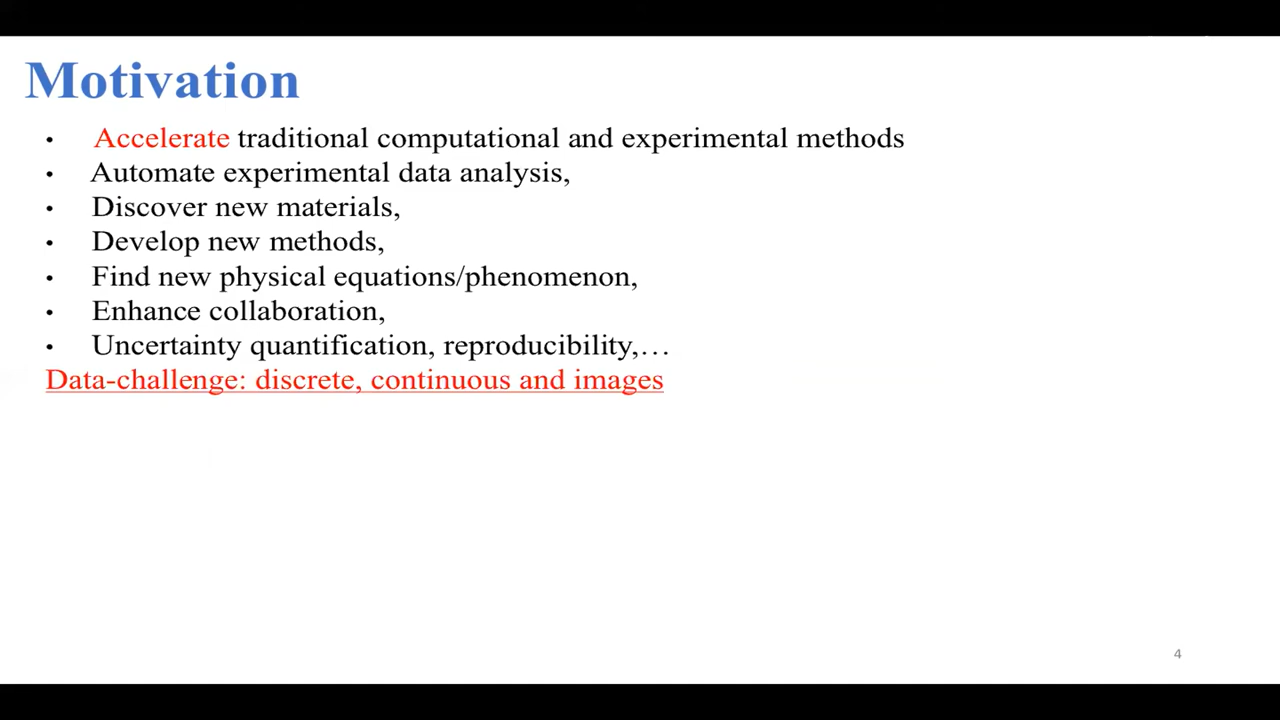 Motivation
• Accelerate traditional computational and experimental methods
• Automate experimental data analysis,
• Discover new materials,
• Develop new methods,
• Find new physical equations/phenomenon,
• Enhance collaboration,
• Uncertainty quantification, reproducibility,…
Data-challenge: discrete, continuous and images
4